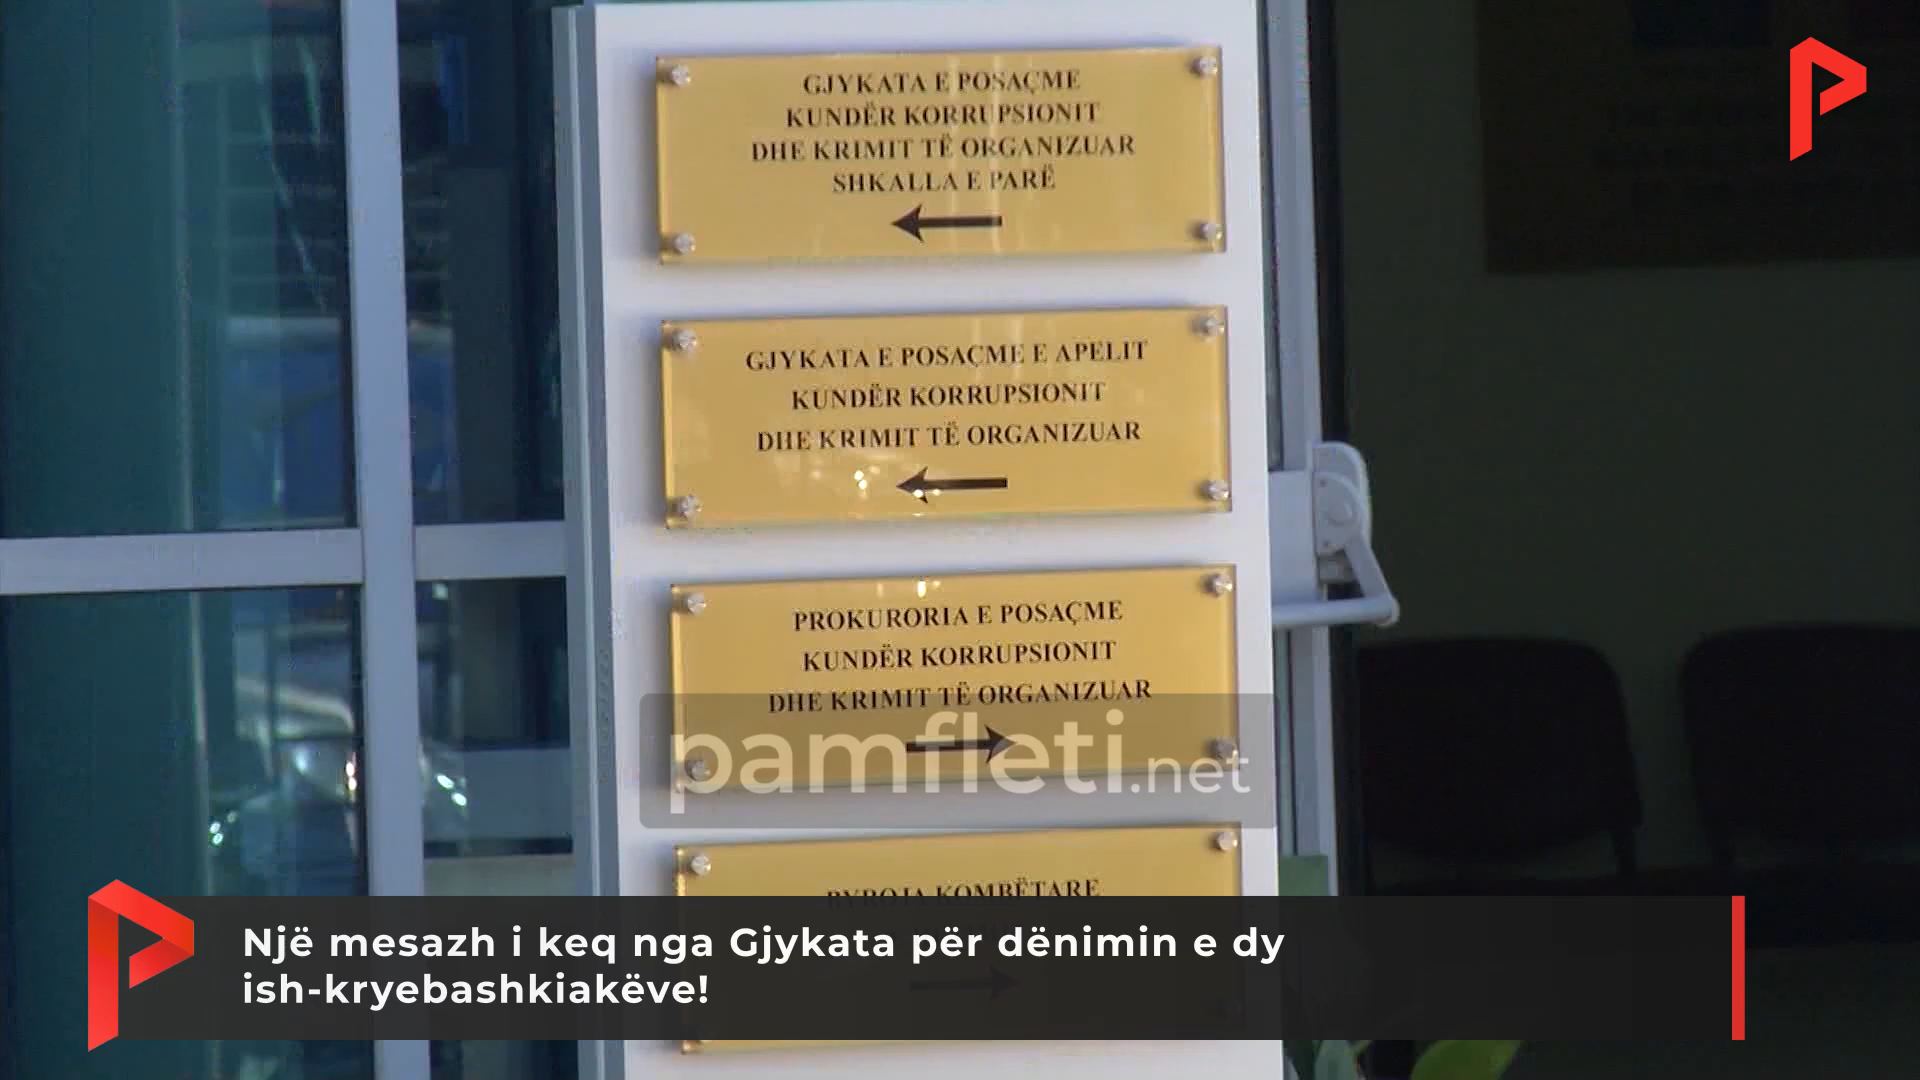 GJYKATA E POSAÇME
KUNDËR KORRUPSIONIT
DHE KRIMIT TË ORGANIZUAR
SHKALLA E PARË
GJYKATA E POSAÇME E APELIT
KUNDËR KORRUPSIONIT
DHE KRIMIT TË ORGANIZUAR
PROKURORIA E POSAÇME
KUNDËR KORRUPSIONIT
DHE KRIMIT TË ORGANIZUAR
pamfleti.net
BYROJA KOMBËTARE
Një mesazh i keq nga Gjykata për dënimin e dy
ish-kryebashkiakëve!